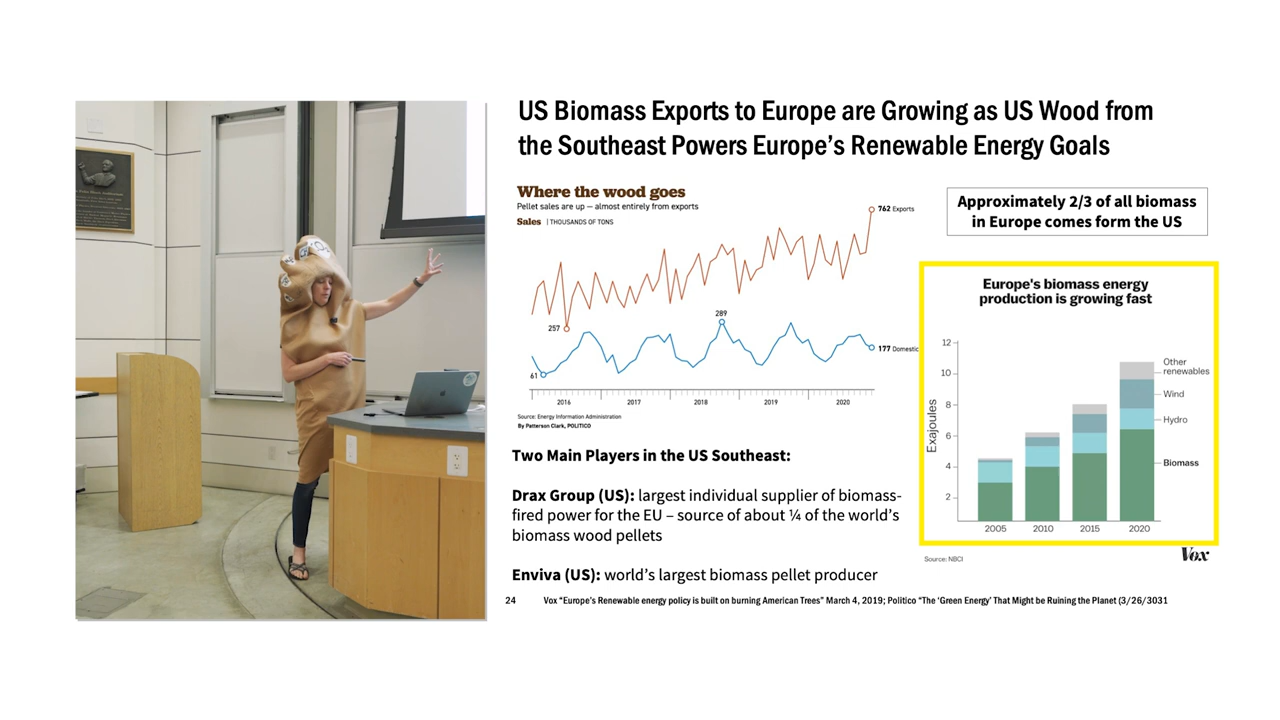 US Biomass Exports to Europe are Growing as US Wood from
the Southeast Powers Europe's Renewable Energy Goals
Where the wood goes
Pellet sales are up — almost entirely from exports
Sales | THOUSANDS OF TONS
762 Exports
257
289
61
177 Domestic
2016 2017 2018 2019 2020
Source: Energy Information Administration
By Patterson Clark, POLITICO
Approximately 2/3 of all biomass
in Europe comes form the US
Europe's biomass energy
production is growing fast
Exajoules
12
10
8
6
4
2
2005 2010 2015 2020
Other
renewables
Wind
Hydro
Biomass
Source: NBCI
Vox
Two Main Players in the US Southeast:
Drax Group (US): largest individual supplier of biomass-
fired power for the EU – source of about ¼ of the world's
biomass wood pellets
Enviva (US): world's largest biomass pellet producer
24
Vox "Europe's Renewable energy policy is built on burning American Trees" March 4, 2019; Politico "The 'Green Energy' That Might be Ruining the Planet (3/26/3031